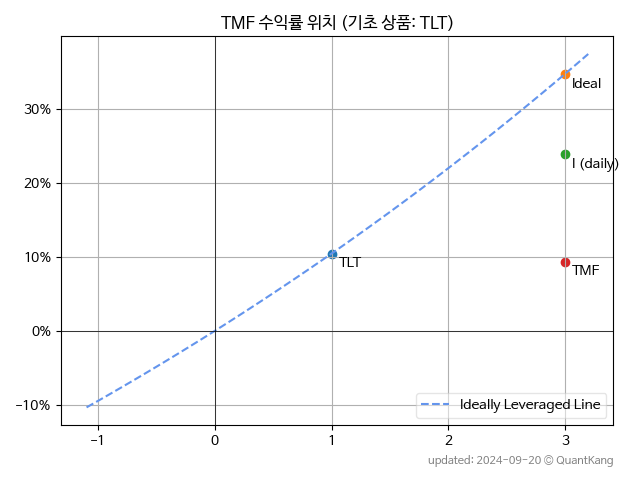 TMF 수익률 위치 (기초 상품: TLT)
30%
20%
10%
0%
−10%
Ideal
I (daily)
TLT
TMF
Ideally Leveraged Line
−1
0
1
2
3
updated: 2024-09-20 © QuantKang